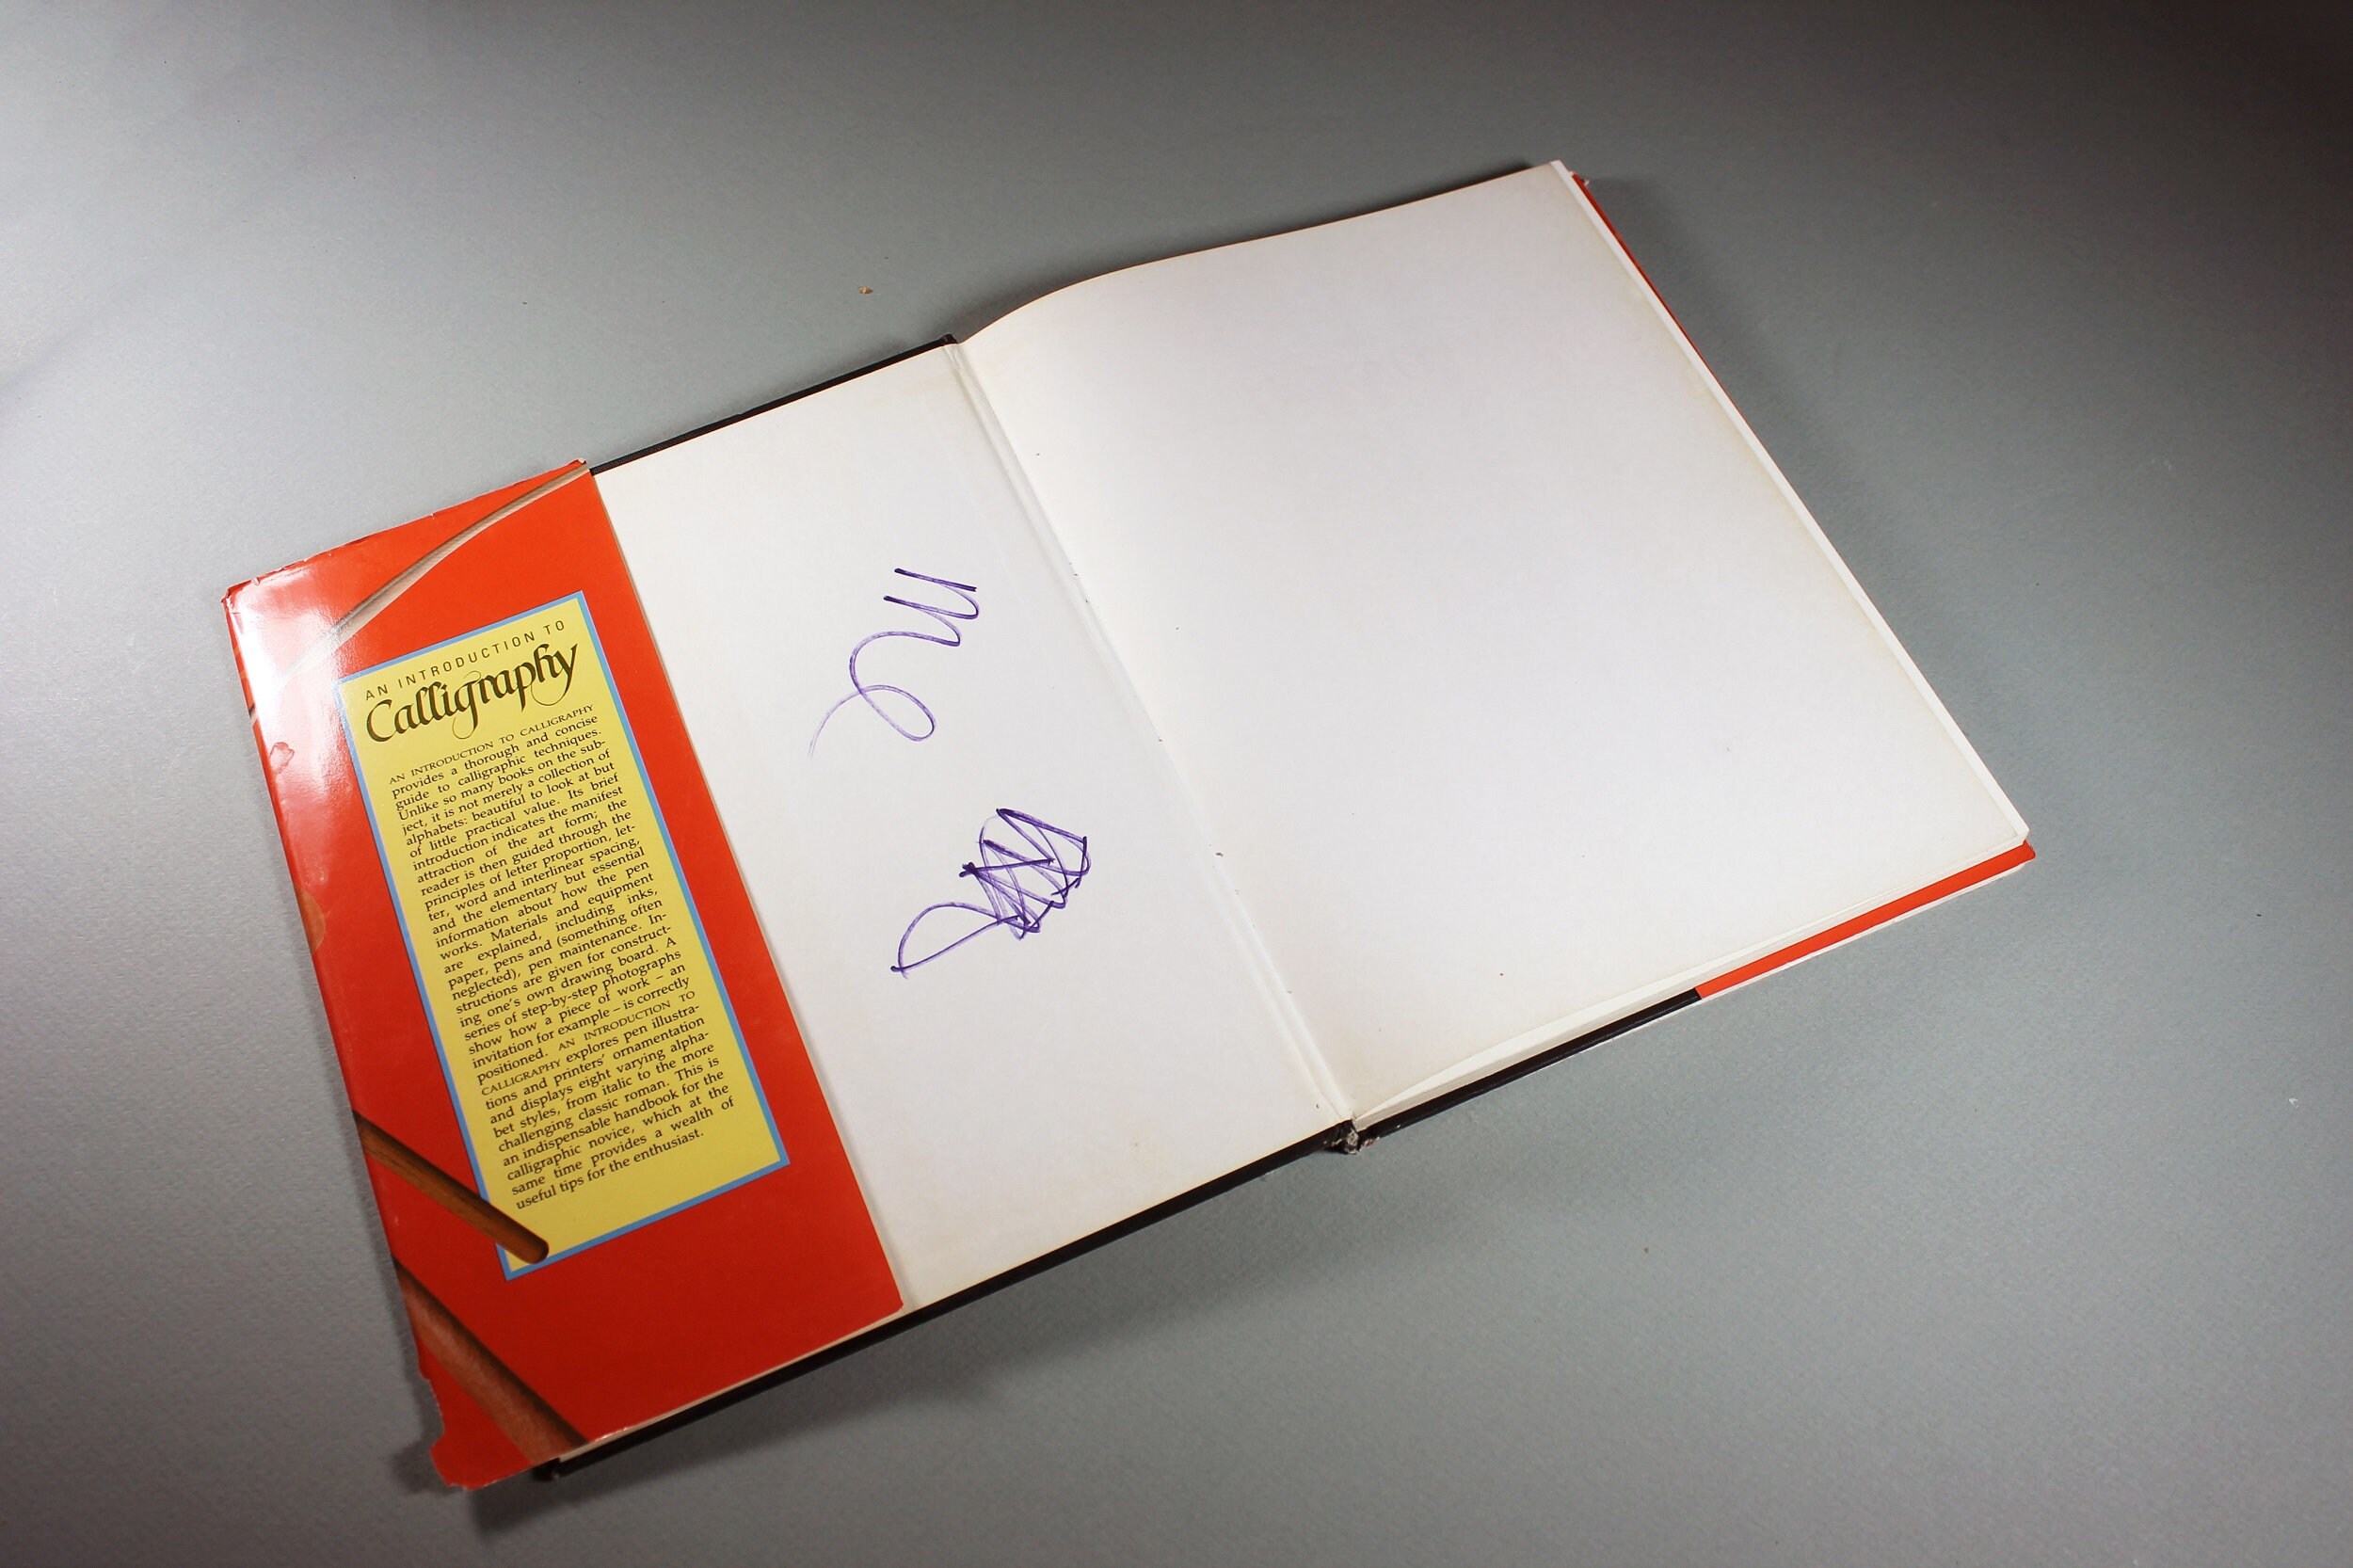 AN INTRODUCTION TO
Calligraphy
AN INTRODUCTION TO CALLIGRAPHY
provides a thorough and concise
guide to calligraphic techniques.
Unlike so many books on the sub-
ject, it is not merely a collection of
alphabets: beautiful to look at but
of little practical value. Its brief
introduction indicates the manifest
attraction of the art form; the
reader is then guided through the
principles of letter proportion, let-
ter, word and interlinear spacing,
and the elementary but essential
information about how the pen
works. Materials and equipment
are explained, including inks,
paper, pens and (something often
neglected), pen maintenance. In-
structions are given for construct-
ing one's own drawing board. A
series of step-by-step photographs
show how a piece of work – an
invitation for example – is correctly
positioned. AN INTRODUCTION TO
CALLIGRAPHY explores pen illustra-
tions and printers' ornamentation
and displays eight varying alpha-
bet styles, from italic to the more
challenging classic roman. This is
an indispensable handbook for the
calligraphic novice, which at the
same time provides a wealth of
useful tips for the enthusiast.